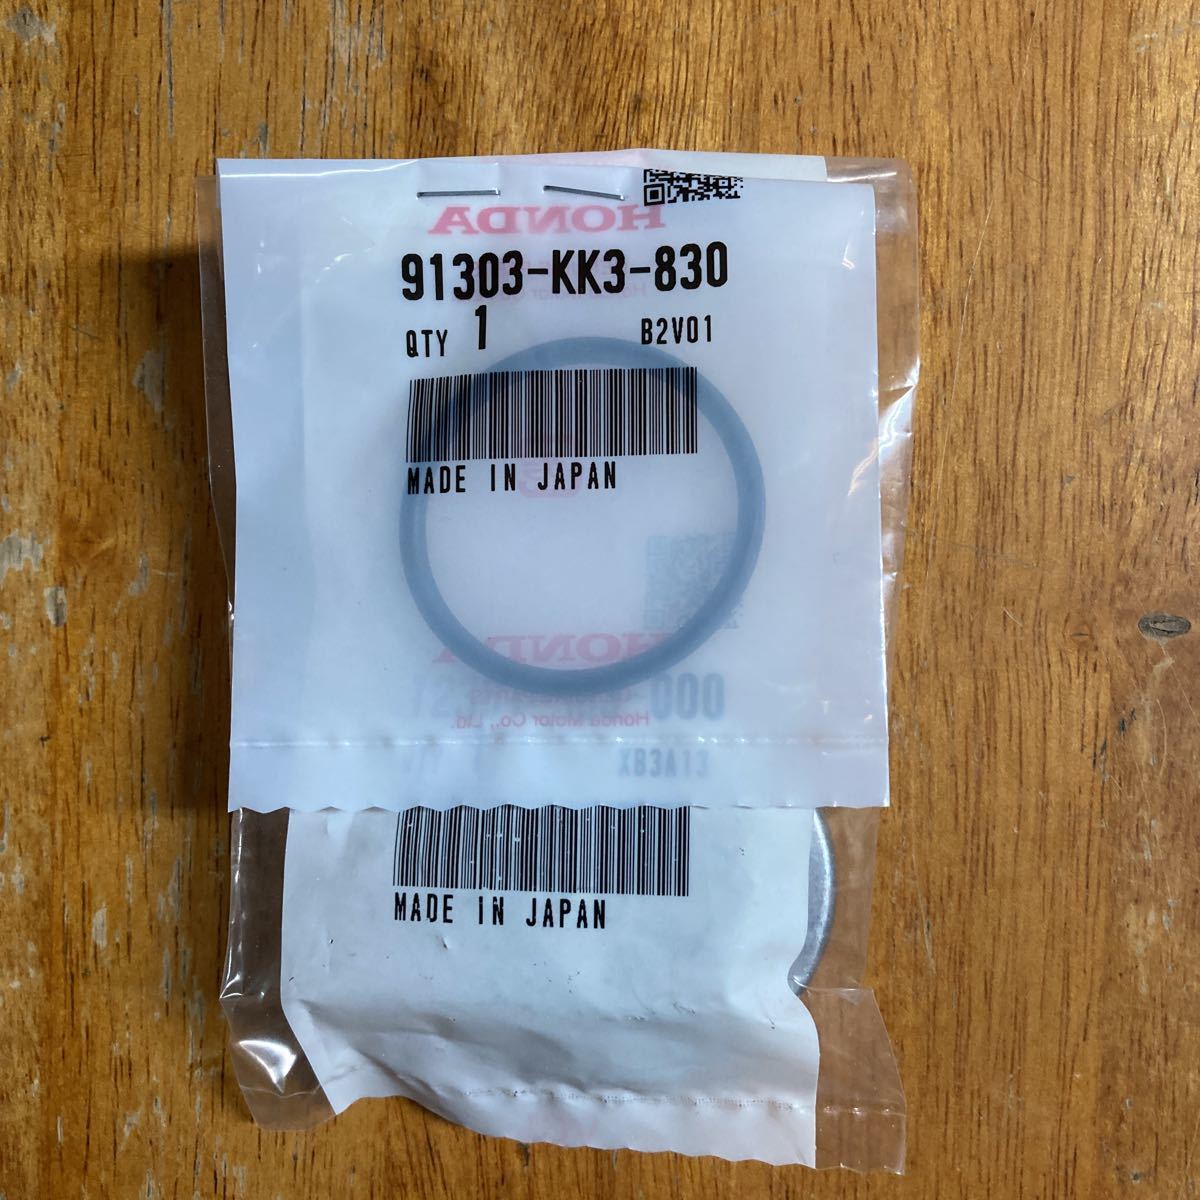 HONDA
91303-KK3-830
QTY 1 B2V01
MADE IN JAPAN
HONDA
000
Honda Motor Co., Ltd.
XB3A13
MADE IN JAPAN